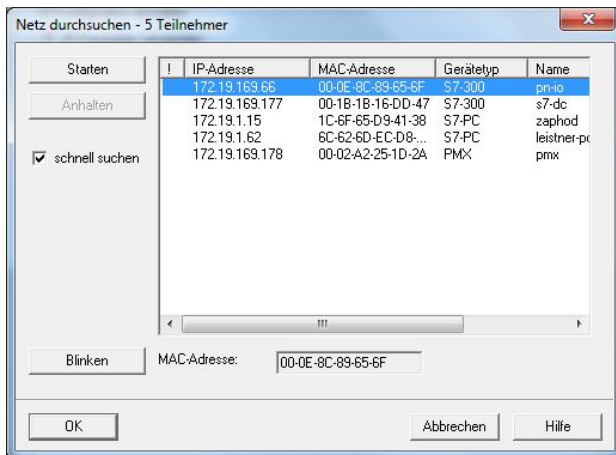 Netz durchsuchen - 5 Teilnehmer
Starten
Anhalten
schnell suchen
! IP-Adresse MAC-Adresse Gerätetyp Name
172.19.169.66 00-0E-8C-89-65-6F S7-300 pn-io
172.19.169.177 00-1B-1B-16-DD-47 S7-300 s7-dc
172.19.1.15 1C-6F-65-D9-41-38 S7-PC zaphod
172.19.1.62 6C-62-6D-EC-D8-... S7-PC leistner-pc
172.19.169.178 00-02-A2-25-1D-2A PMX pmx
Blinken
MAC-Adresse: 00-0E-8C-89-65-6F
OK
Abbrechen
Hilfe